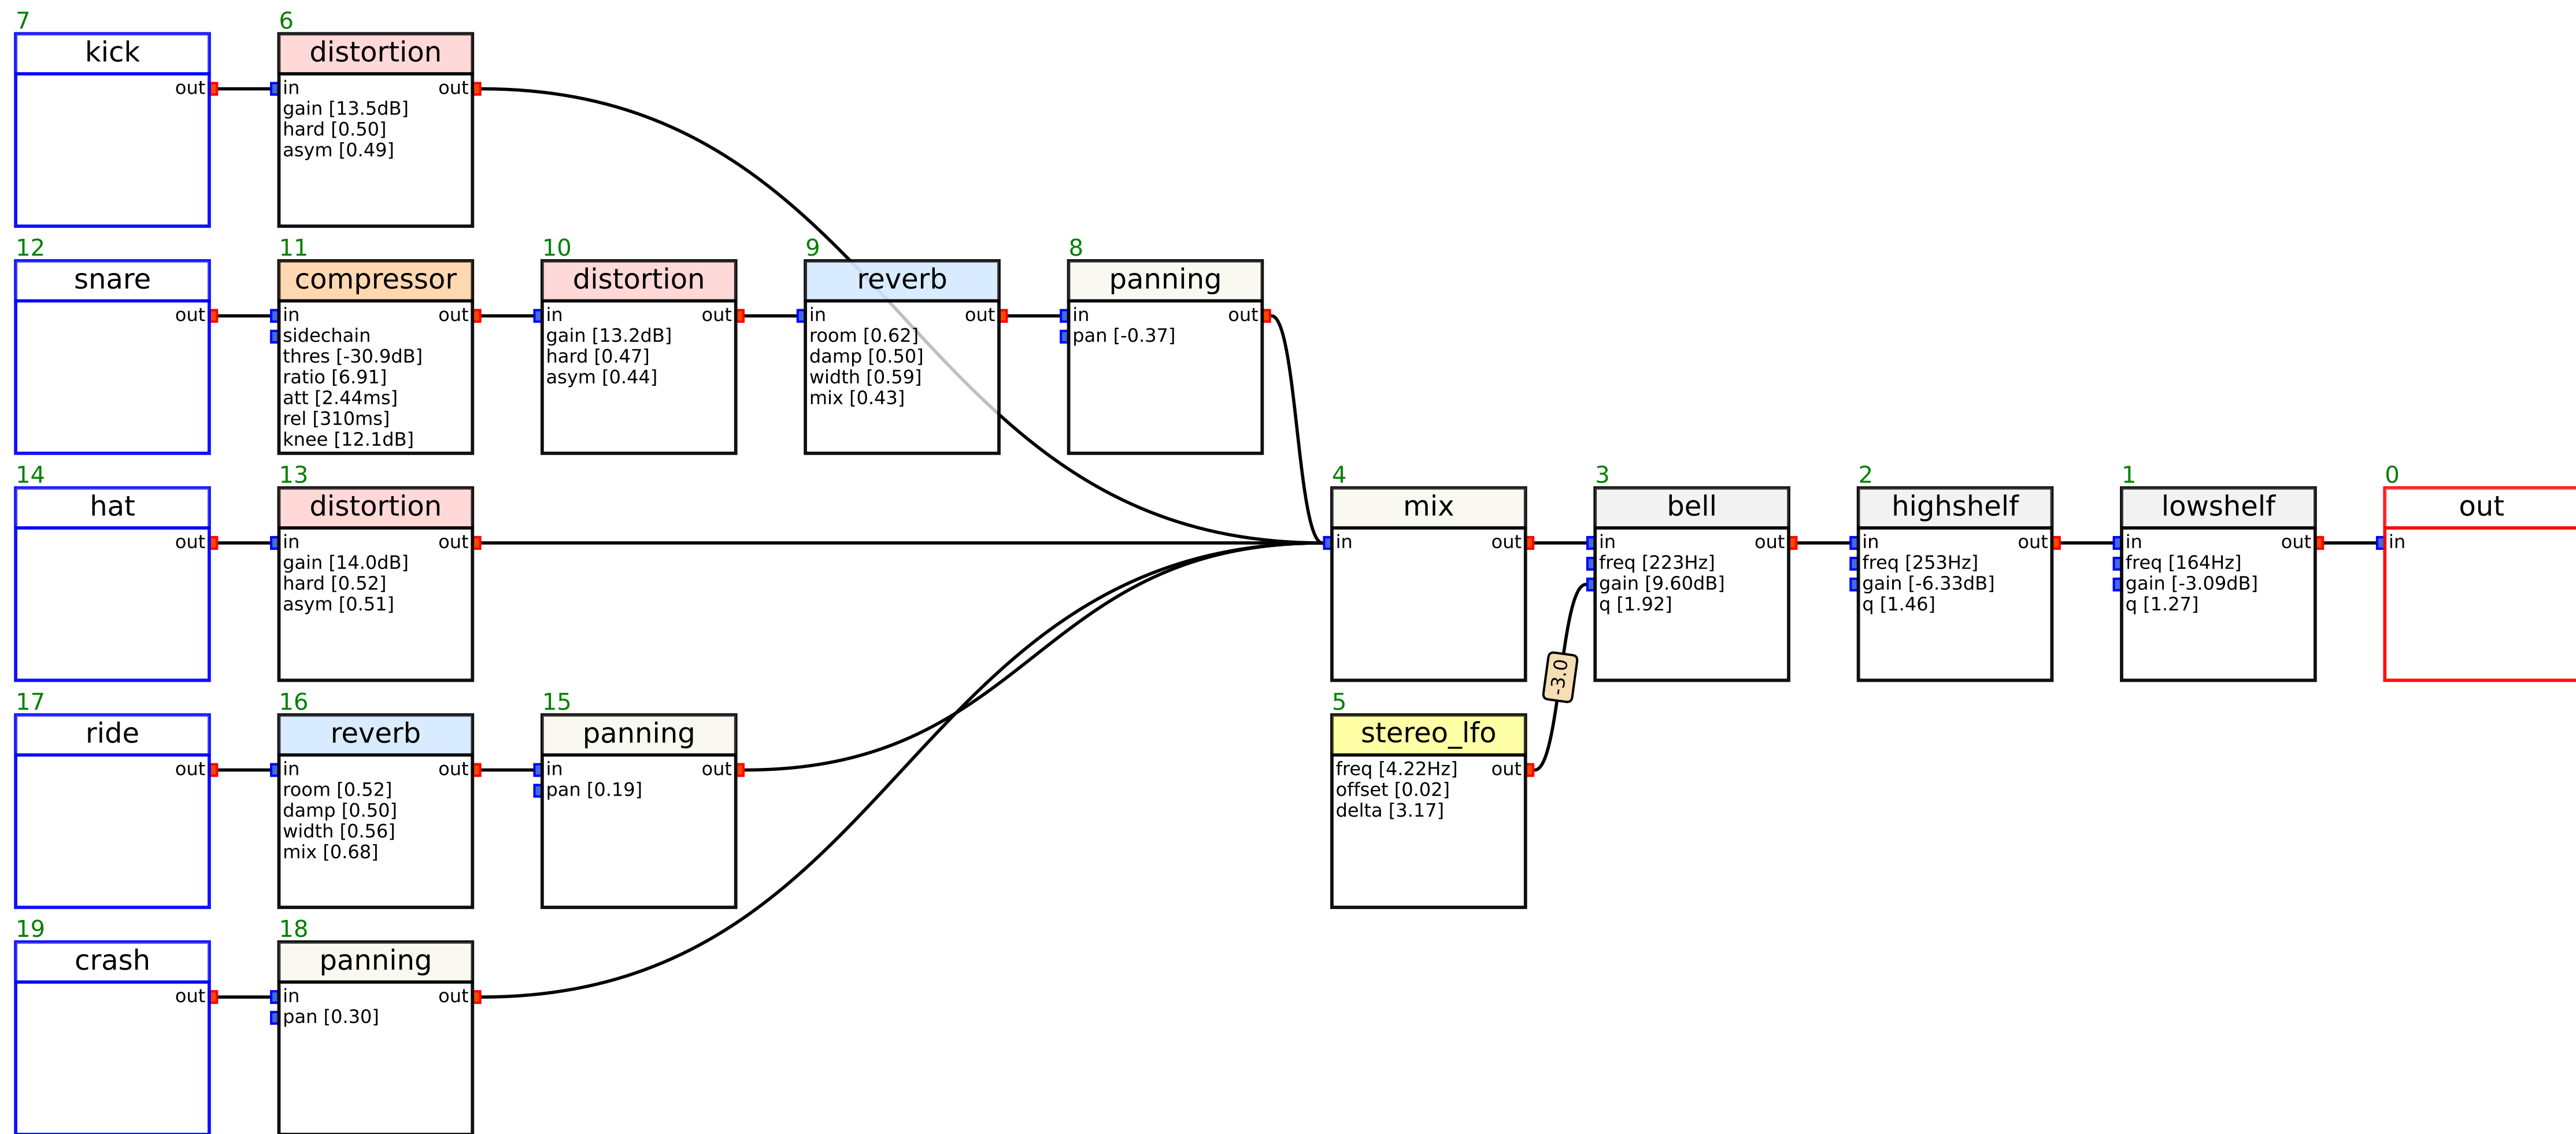 7
kick
out
6
distortion
in out
gain [13.5dB]
hard [0.50]
asym [0.49]
12
snare
out
11
compressor
in out
sidechain
thres [-30.9dB]
ratio [6.91]
att [2.44ms]
rel [310ms]
knee [12.1dB]
10
distortion
in out
gain [13.2dB]
hard [0.47]
asym [0.44]
9
reverb
in out
room [0.62]
damp [0.50]
width [0.59]
mix [0.43]
8
panning
in out
pan [-0.37]
14
hat
out
13
distortion
in out
gain [14.0dB]
hard [0.52]
asym [0.51]
4
mix
in out
3
bell
in out
freq [223Hz]
gain [9.60dB]
q [1.92]
2
highshelf
in out
freq [253Hz]
gain [-6.33dB]
q [1.46]
1
lowshelf
in out
freq [164Hz]
gain [-3.09dB]
q [1.27]
0
out
in
-3.0
17
ride
out
16
reverb
in out
room [0.52]
damp [0.50]
width [0.56]
mix [0.68]
15
panning
in out
pan [0.19]
5
stereo_lfo
freq [4.22Hz] out
offset [0.02]
delta [3.17]
19
crash
out
18
panning
in out
pan [0.30]